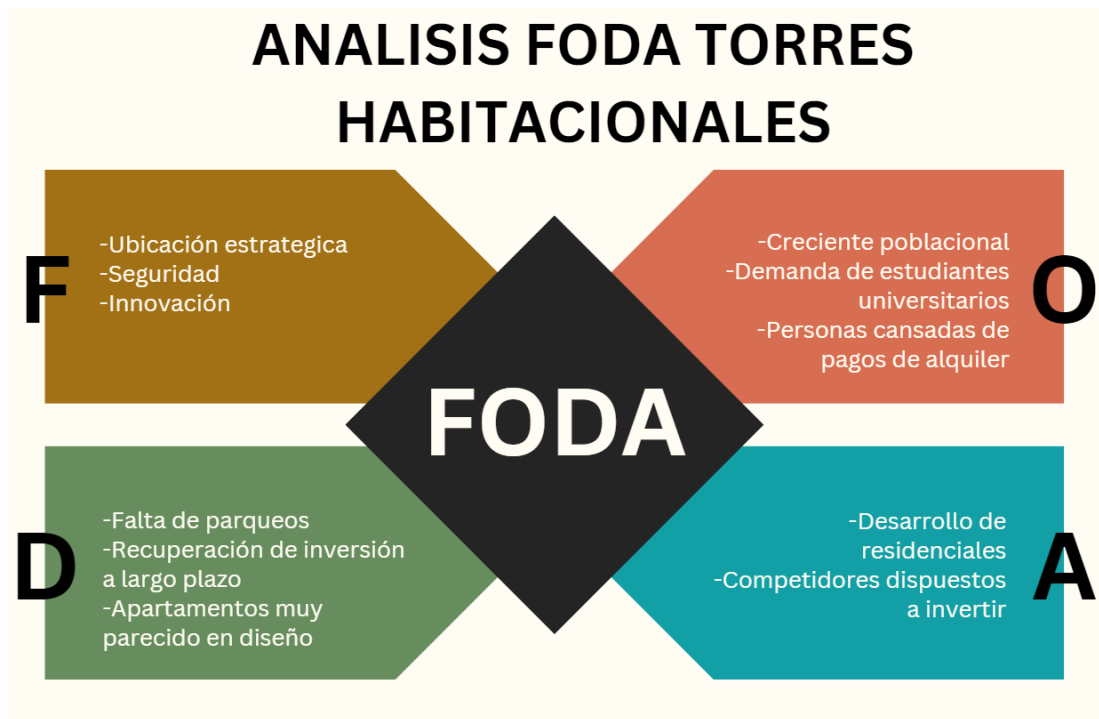 ANALISIS FODA TORRES
HABITACIONALES
F
-Ubicación estrategica
-Seguridad
-Innovación
O
-Creciente poblacional
-Demanda de estudiantes
universitarios
-Personas cansadas de
pagos de alquiler
FODA
D
-Falta de parqueos
-Recuperación de inversión
a largo plazo
-Apartamentos muy
parecido en diseño
A
-Desarrollo de
residenciales
-Competidores dispuestos
a invertir